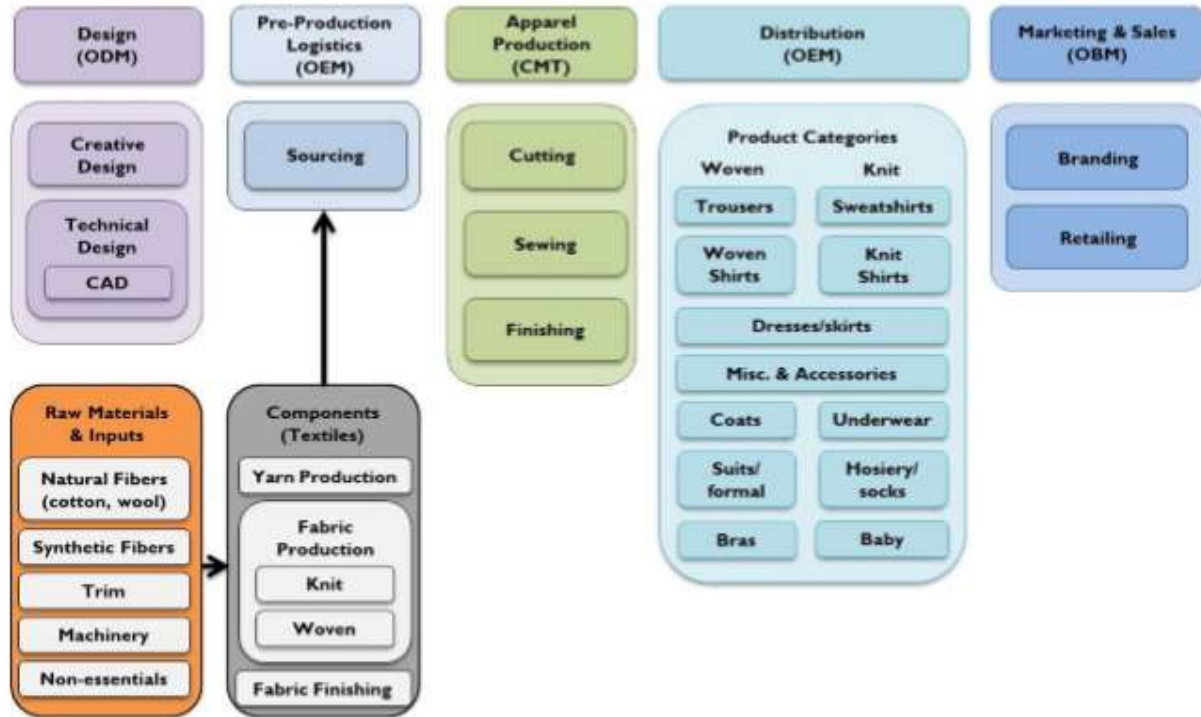 Design
(ODM)
Pre-Production
Logistics
(OEM)
Apparel
Production
(CMT)
Distribution
(OEM)
Marketing & Sales
(OBM)
Creative
Design
Technical
Design
CAD
Sourcing
Cutting
Sewing
Finishing
Product Categories
Woven
Knit
Trousers
Sweatshirts
Woven
Shirts
Knit
Shirts
Dresses/skirts
Misc. & Accessories
Coats
Underwear
Suits/
formal
Hosiery/
socks
Bras
Baby
Branding
Retailing
Raw Materials
& Inputs
Natural Fibers
(cotton, wool)
Synthetic Fibers
Trim
Machinery
Non-essentials
Components
(Textiles)
Yarn Production
Fabric
Production
Knit
Woven
Fabric Finishing